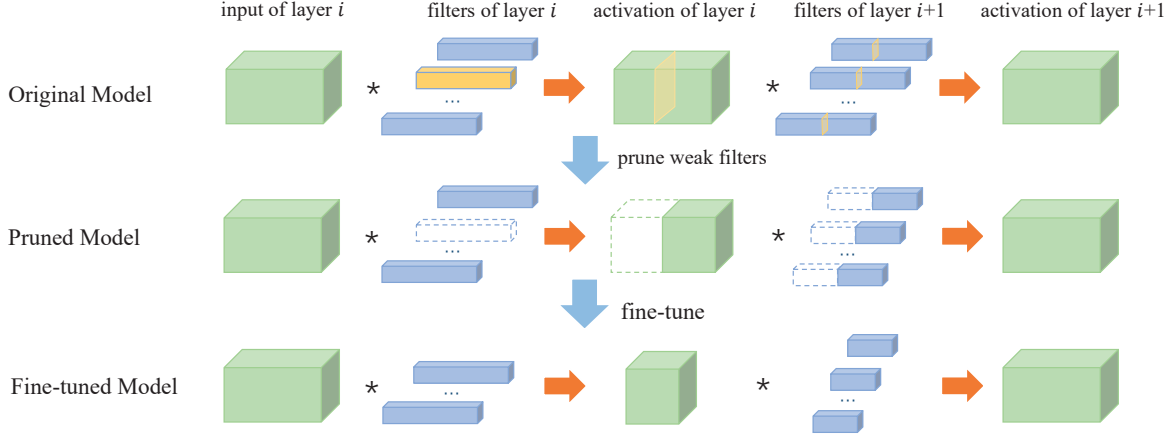 input of layer i
filters of layer i
activation of layer i
filters of layer i+1
activation of layer i+1
Original Model
*
...
*
...
prune weak filters
Pruned Model
*
...
*
...
fine-tune
Fine-tuned Model
*
...
*
...